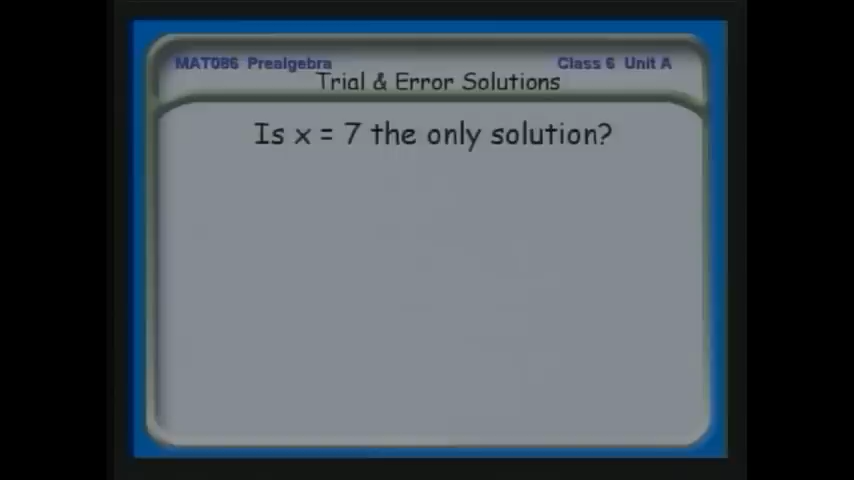 MAT086 Prealgebra
Class 6 Unit A
Trial & Error Solutions
Is x = 7 the only solution?